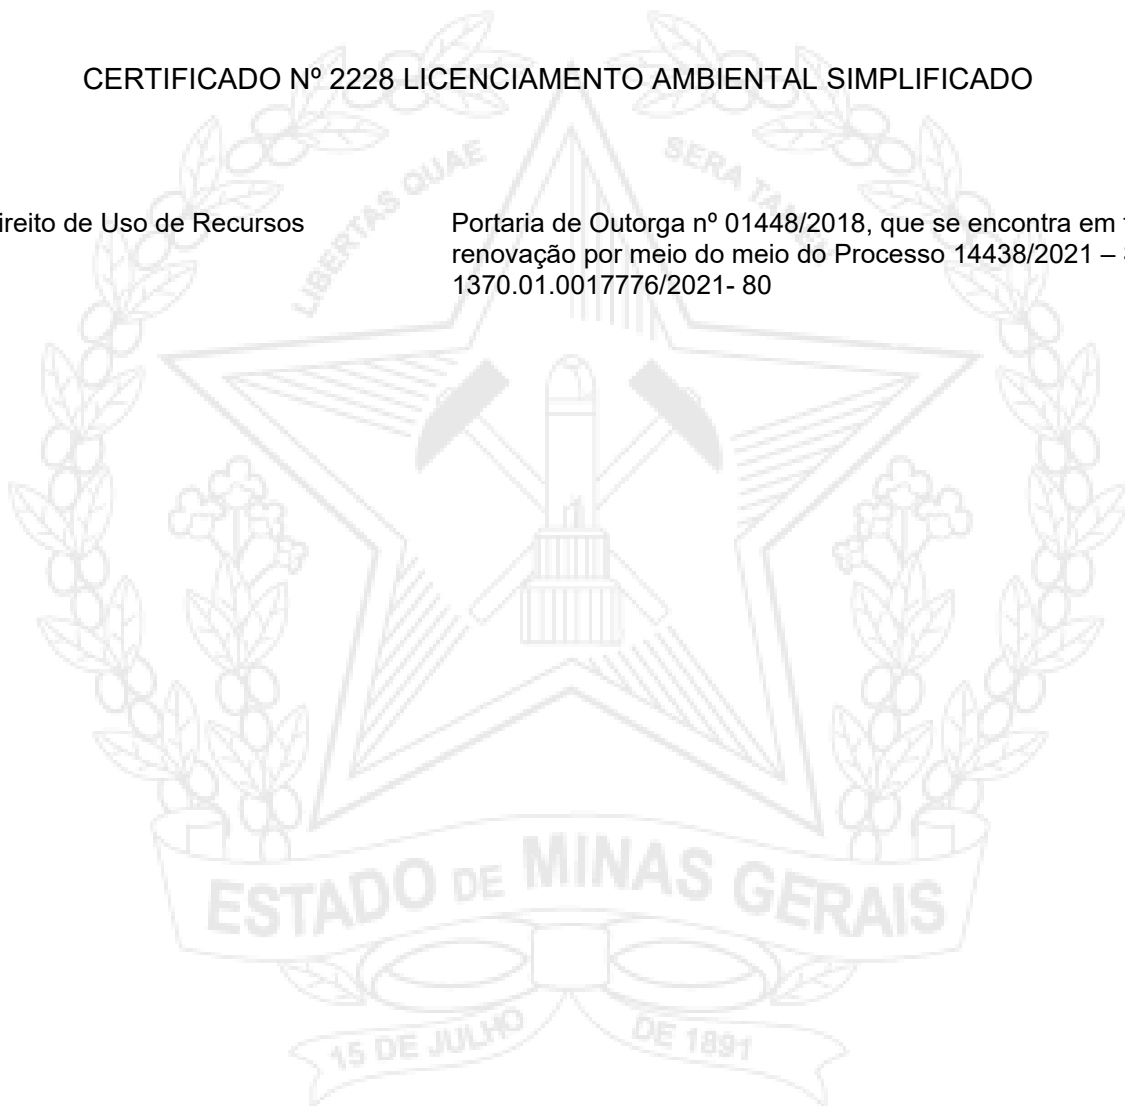 CERTIFICADO Nº 2228 LICENCIAMENTO AMBIENTAL SIMPLIFICADO
ireito de Uso de Recursos
Portaria de Outorga nº 01448/2018, que se encontra em
renovação por meio do meio do Processo 14438/2021 –
1370.01.0017776/2021- 80
LIBERTAS QUAE SERA TAMEN
ESTADO DE MINAS GERAIS
15 DE JULHO DE 1891